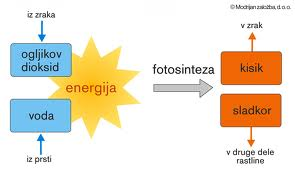 © Modrijan založba, d. o. o.
iz zraka
v zrak
ogljikov
dioksid
energija
fotosinteza
kisik
voda
sladkor
iz prsti
v druge dele
rastline